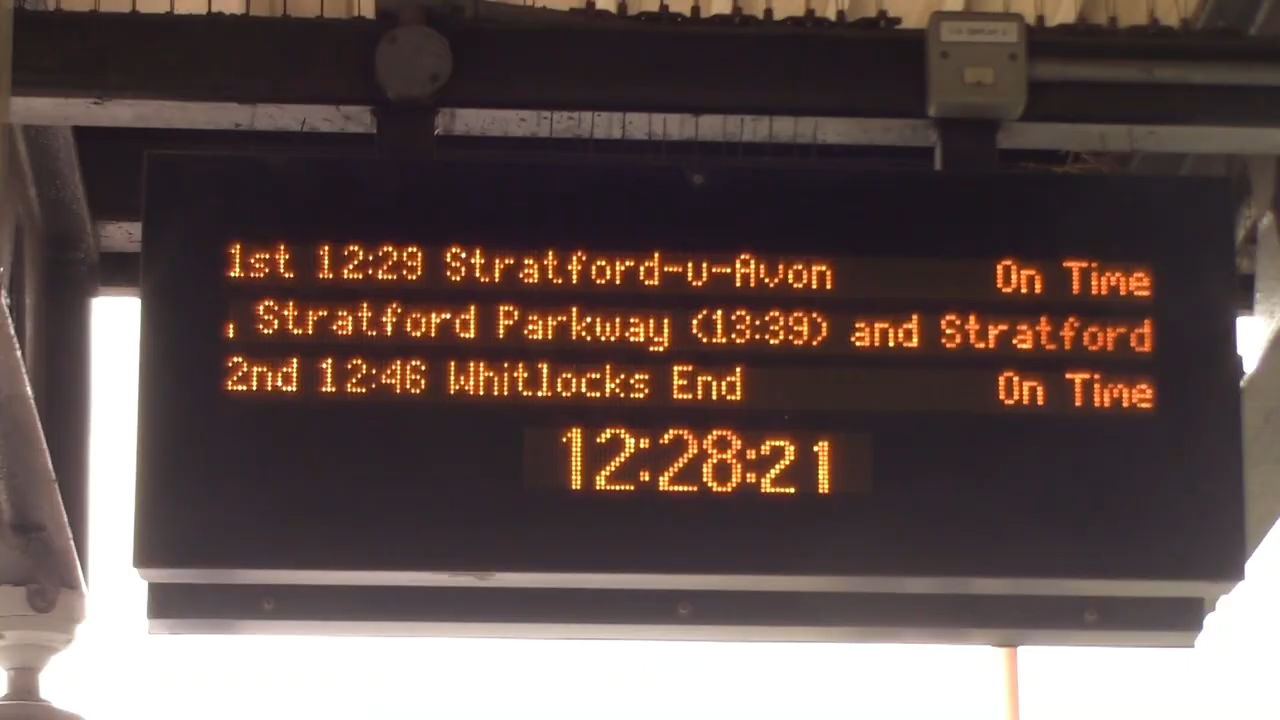 1st 12:29 Stratford-u-Avon On Time
, Stratford Parkway (13:39) and Stratford
2nd 12:46 Whitlocks End On Time
12:28:21